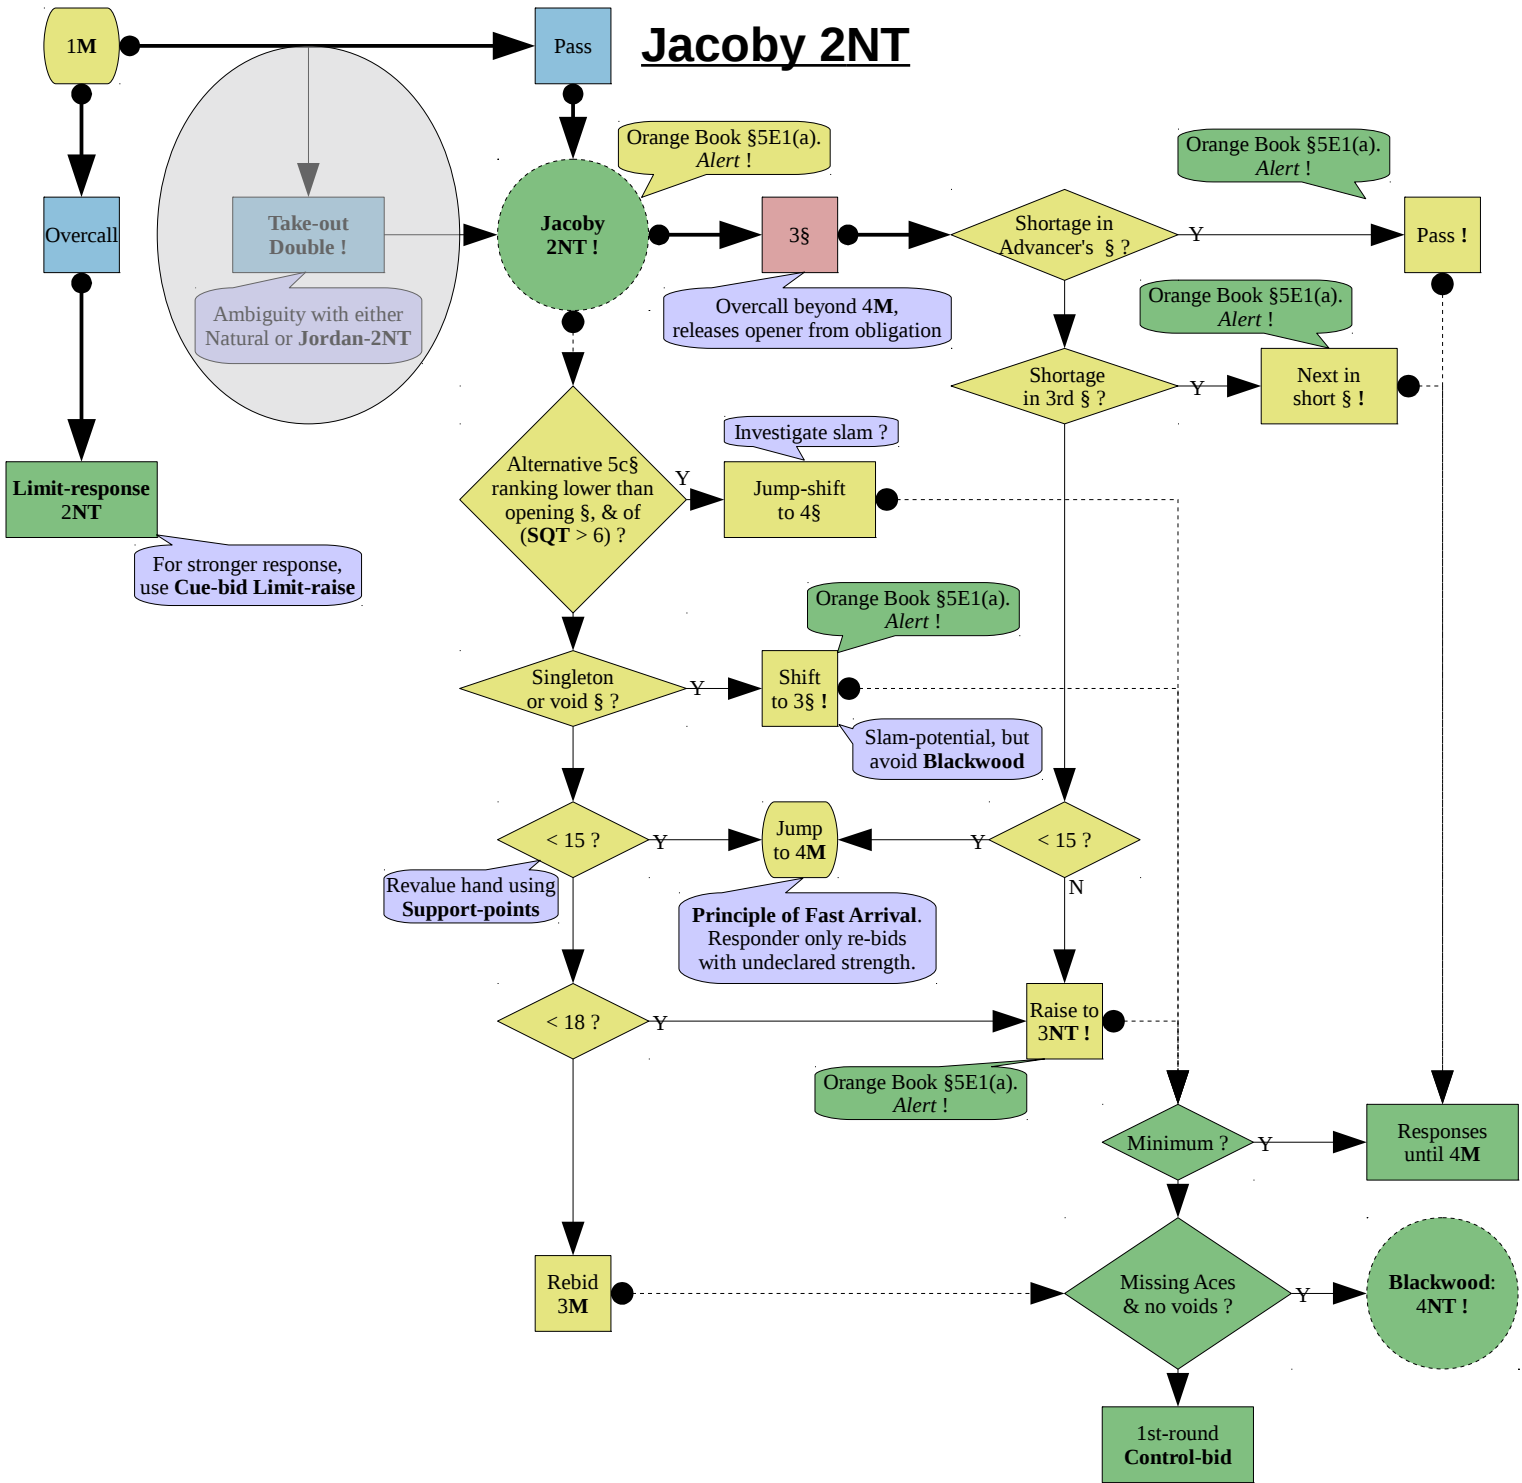 1M
Pass
Jacoby 2NT
Orange Book §5E1(a).
Alert !
Orange Book §5E1(a).
Alert !
Overcall
Take-out
Double !
Jacoby
2NT !
3§
Shortage in
Advancer's § ?
Y
Pass !
Ambiguity with either
Natural or Jordan-2NT
Overcall beyond 4M,
releases opener from obligation
Orange Book §5E1(a).
Alert !
Shortage
in 3rd § ?
Y
Next in
short § !
Investigate slam ?
Limit-response
2NT
Alternative 5c§
ranking lower than
opening §, & of
(SQT > 6) ?
Y
Jump-shift
to 4§
For stronger response,
use Cue-bid Limit-raise
Orange Book §5E1(a).
Alert !
Singleton
or void § ?
Y
Shift
to 3§ !
Slam-potential, but
avoid Blackwood
< 15 ?
Y
Jump
to 4M
Y
< 15 ?
N
Revalue hand using
Support-points
Principle of Fast Arrival.
Responder only re-bids
with undeclared strength.
< 18 ?
Y
Raise to
3NT !
Orange Book §5E1(a).
Alert !
Minimum ?
Y
Responses
until 4M
Rebid
3M
Missing Aces
& no voids ?
Y
Blackwood:
4NT !
1st-round
Control-bid